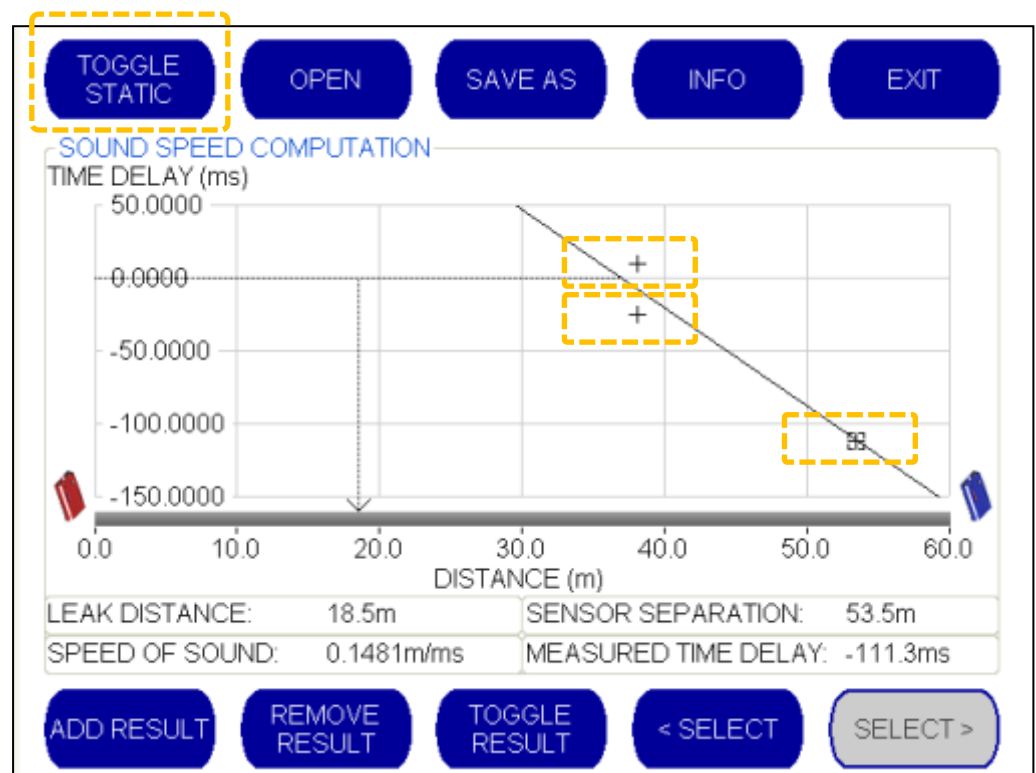 TOGGLE
STATIC
OPEN
SAVE AS
INFO
EXIT
SOUND SPEED COMPUTATION
TIME DELAY (ms)
50.0000
0.0000
-50.0000
-100.0000
-150.0000
0.0 10.0 20.0 30.0 40.0 50.0 60.0
DISTANCE (m)
LEAK DISTANCE: 18.5m SENSOR SEPARATION: 53.5m
SPEED OF SOUND: 0.1481m/ms MEASURED TIME DELAY: -111.3ms
ADD RESULT
REMOVE
RESULT
TOGGLE
RESULT
< SELECT
SELECT >